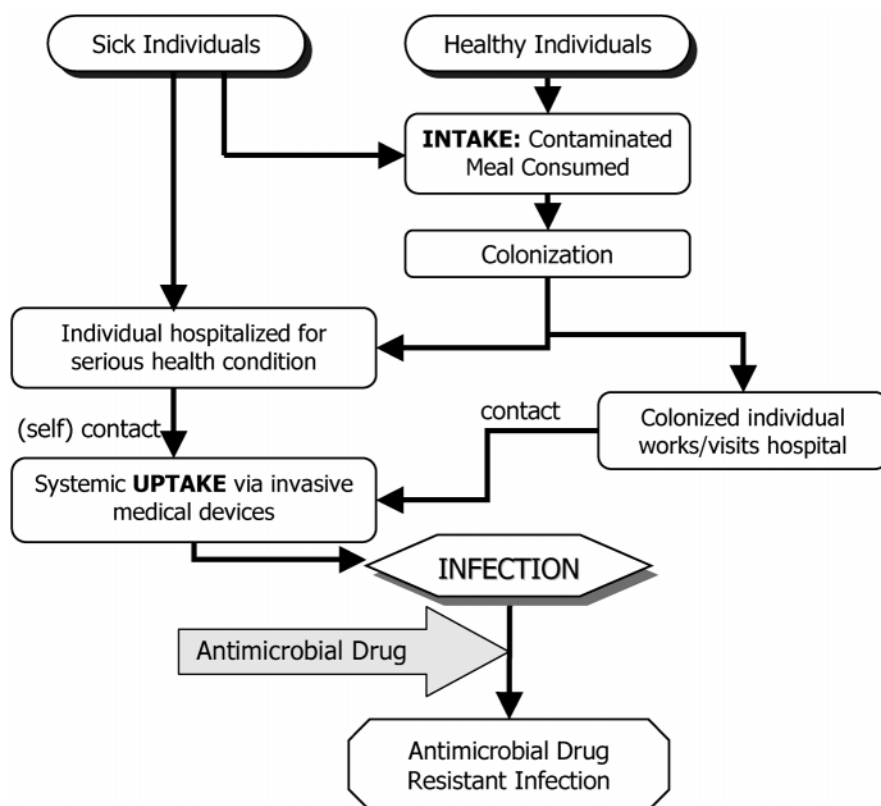 Sick Individuals
Healthy Individuals
INTAKE: Contaminated
Meal Consumed
Colonization
Individual hospitalized for
serious health condition
(self) contact
contact
Colonized individual
works/visits hospital
Systemic UPTAKE via invasive
medical devices
INFECTION
Antimicrobial Drug
Antimicrobial Drug
Resistant Infection